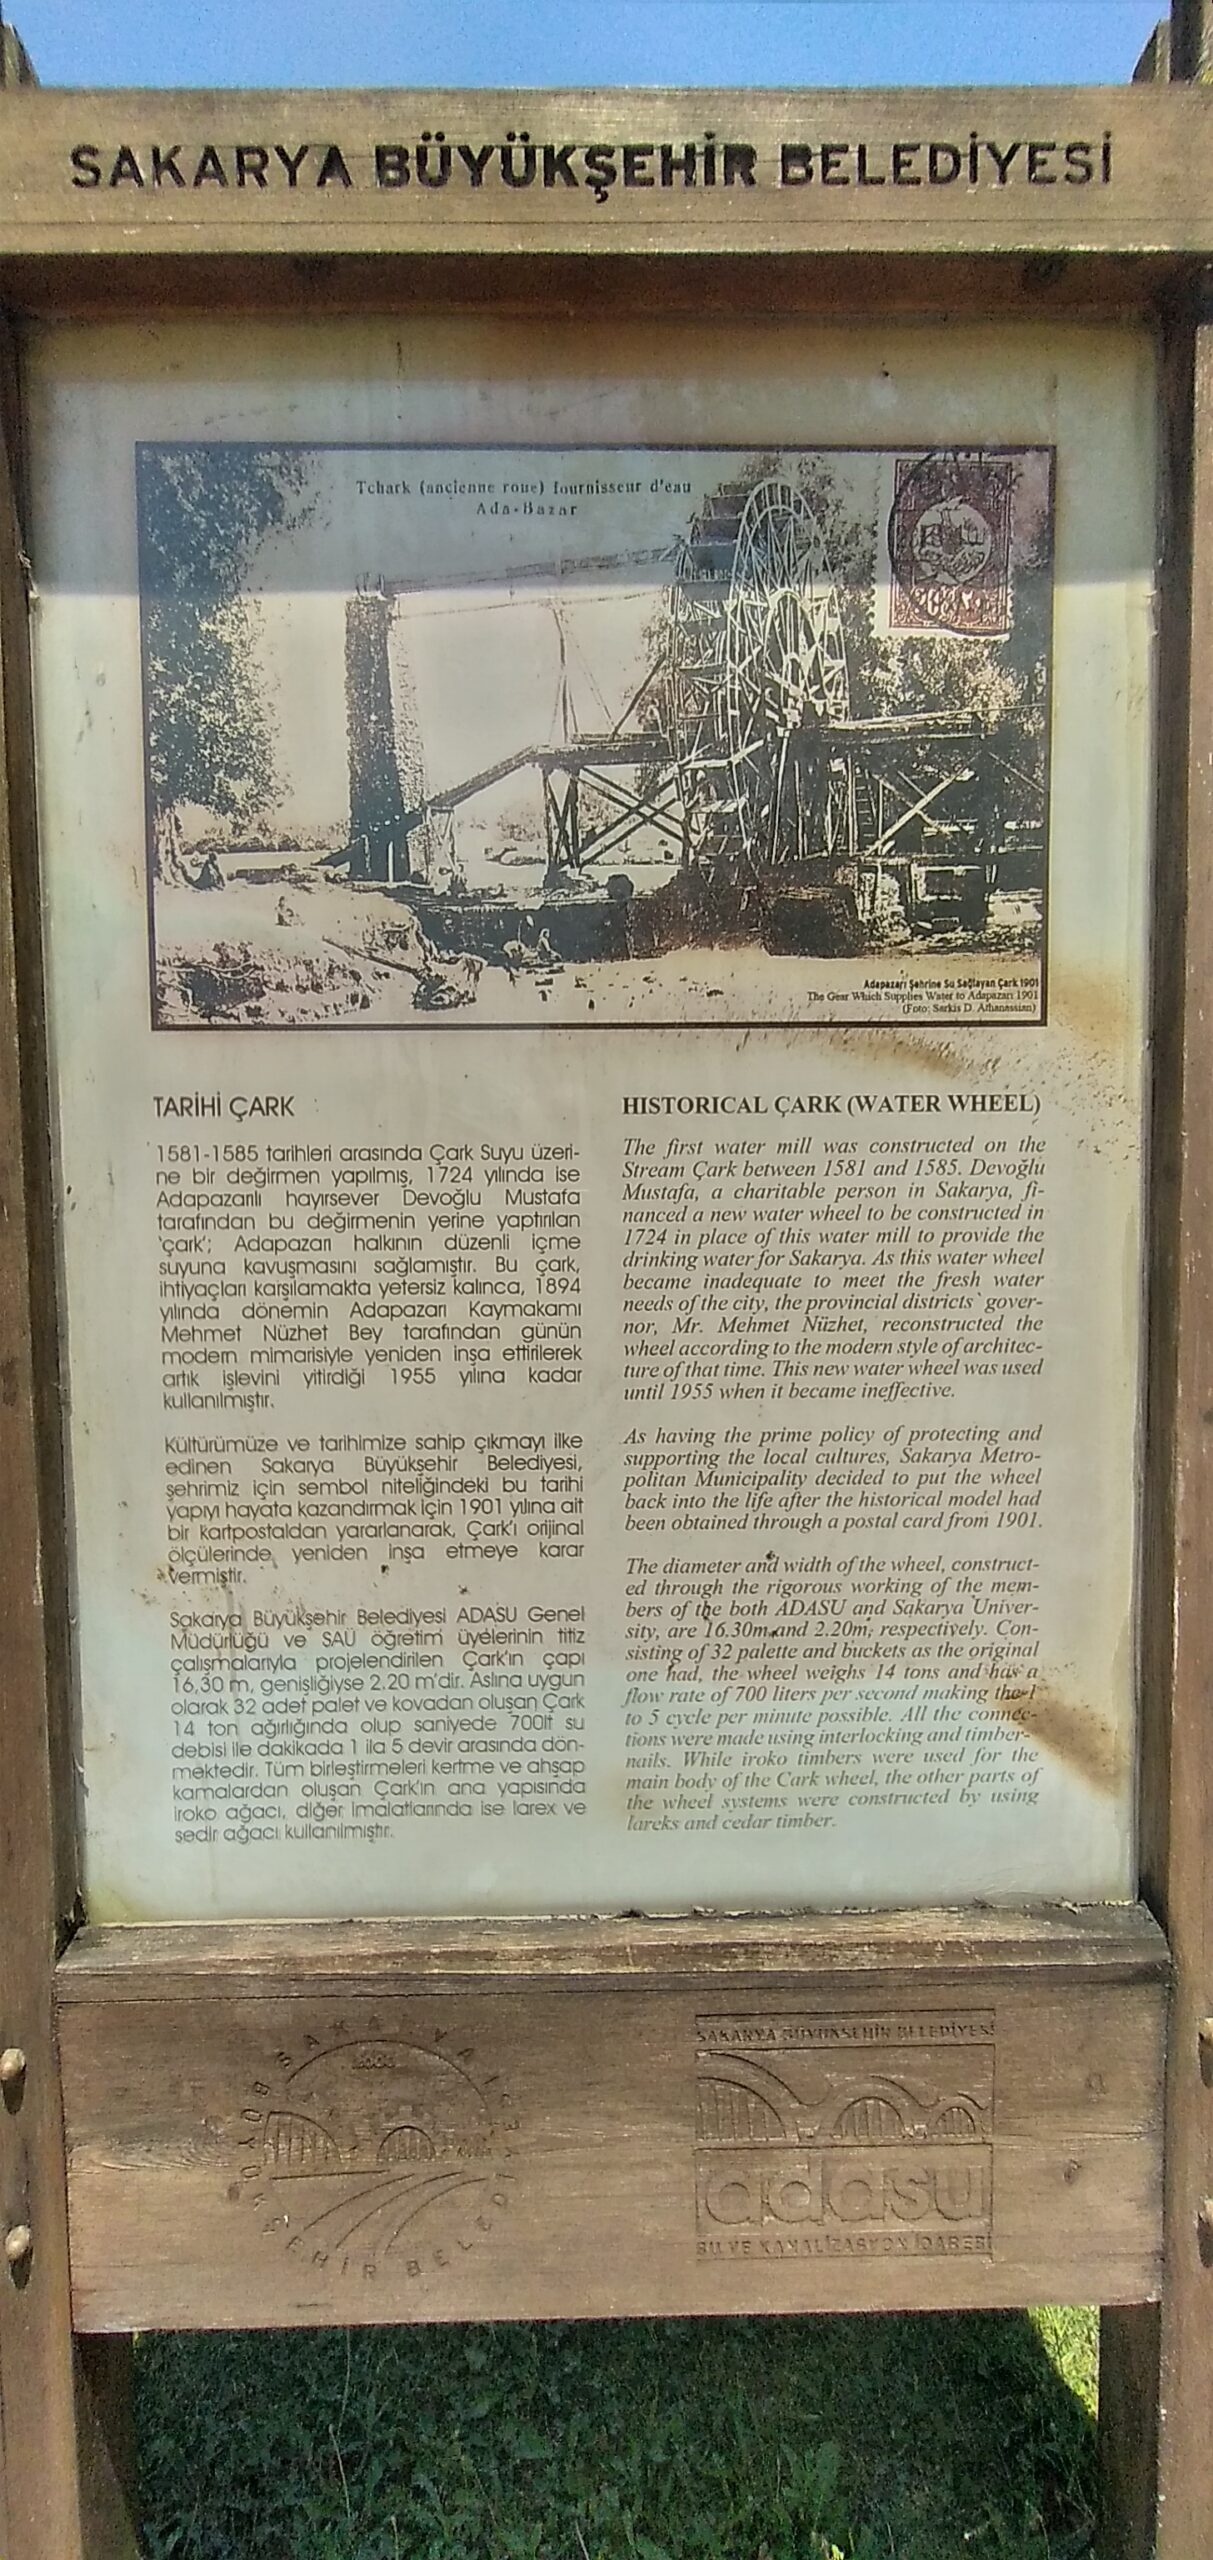 SAKARYA BÜYÜKŞEHİR BELEDİYESİ
Tchark (ancienne roue) fournisseur d'eau
Ada-Bazar
Adapazarı Şehrine Su Sağlayan Çark 1901
The Gear Which Supplies Water to Adapazarı 1901
(Foto: Sarkis D. Athanassian)
TARİHİ ÇARK
1581-1585 tarihleri arasında Çark Suyu üzeri-
ne bir değirmen yapılmış, 1724 yılında ise
Adapazarılı hayırsever Devoğlu Mustafa
tarafından bu değirmenin yerine yaptırılan
'çark'; Adapazarı halkının düzenli içme
suyuna kavuşmasını sağlamıştır. Bu çark,
ihtiyaçları karşılamakta yetersiz kalınca, 1894
yılında dönemin Adapazarı Kaymakamı
Mehmet Nüzhet Bey tarafından günün
modern mimarisiyle yeniden inşa ettirilerek
artık işlevini yitirdiği 1955 yılına kadar
kullanılmıştır.
Kültürümüze ve tarihimize sahip çıkmayı ilke
edinen Sakarya Büyükşehir Belediyesi,
şehrimiz için sembol niteliğindeki bu tarihi
yapıyı hayata kazandırmak için 1901 yılına ait
bir kartpostaldan yararlanarak, Çark'ı orijinal
ölçülerinde yeniden inşa etmeye karar
vermiştir.
Sakarya Büyükşehir Belediyesi ADASU Genel
Müdürlüğü ve SAÜ öğretim üyelerinin titiz
çalışmalarıyla projelendirilen Çark'ın çapı
16,30 m, genişliğiyse 2.20 m'dir. Aslına uygun
olarak 32 adet palet ve kovadan oluşan Çark
14 ton ağırlığında olup saniyede 700lt su
debisi ile dakikada 1 ila 5 devir arasında dön-
mektedir. Tüm birleştirmeleri kertme ve ahşap
kamalardan oluşan Çark'ın ana yapısında
iroko ağacı, diğer imalatlarında ise larex ve
sedir ağacı kullanılmıştır.
HISTORICAL ÇARK (WATER WHEEL)
The first water mill was constructed on the
Stream Çark between 1581 and 1585. Devoğlu
Mustafa, a charitable person in Sakarya, fi-
nanced a new water wheel to be constructed in
1724 in place of this water mill to provide the
drinking water for Sakarya. As this water wheel
became inadequate to meet the fresh water
needs of the city, the provincial districts` gover-
nor, Mr. Mehmet Nüzhet, reconstructed the
wheel according to the modern style of architec-
ture of that time. This new water wheel was used
until 1955 when it became ineffective.
As having the prime policy of protecting and
supporting the local cultures, Sakarya Metro-
politan Municipality decided to put the wheel
back into the life after the historical model had
been obtained through a postal card from 1901.
The diameter and width of the wheel, construct-
ed through the rigorous working of the mem-
bers of the both ADASU and Sakarya Univer-
sity, are 16.30m and 2.20m, respectively. Con-
sisting of 32 palette and buckets as the original
one had, the wheel weighs 14 tons and has a
flow rate of 700 liters per second making the 1
to 5 cycle per minute possible. All the connec-
tions were made using interlocking and timber-
nails. While iroko timbers were used for the
main body of the Cark wheel, the other parts of
the wheel systems were constructed by using
lareks and cedar timber.
SAKARYA BÜYÜKŞEHİR BELEDİYESİ
SAKARYA BÜYÜKŞEHİR BELEDİYESİ
adasu
SU VE KANALİZASYON İDARESİ